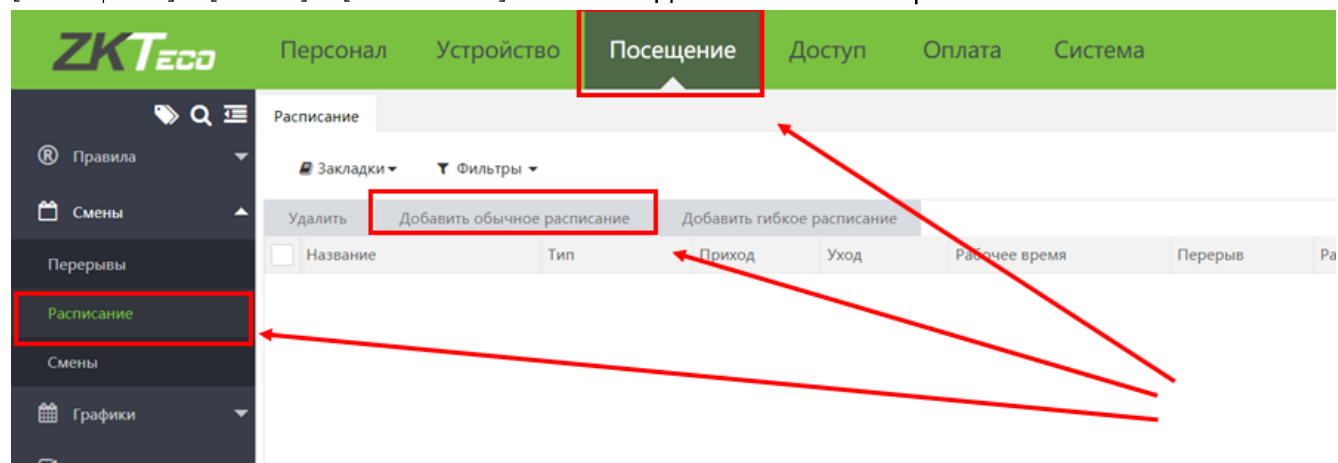 ZKTeco Персонал Устройство Посещение Доступ Оплата Система
Расписание
® Правила
Закладки Фильтры
Смены
Удалить Добавить обычное расписание Добавить гибкое расписание
Название Тип Приход Уход Рабочее время Перерыв Ра
Перерывы
Расписание
Смены
Графики